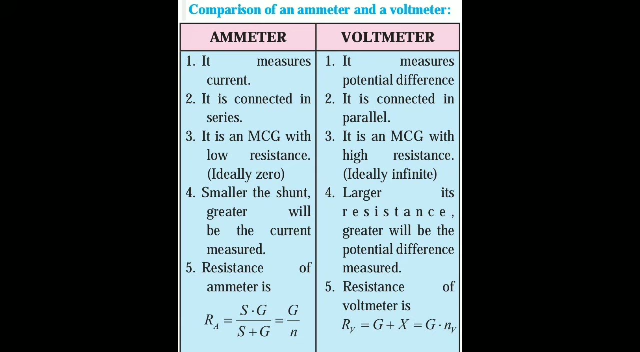 Comparison of an ammeter and a voltmeter:
AMMETER
1. It measures
current.
2. It is connected in
series.
3. It is an MCG with
low resistance.
(Ideally zero)
4. Smaller the shunt,
greater will
be the current
measured.
5. Resistance of
ammeter is
R_A = S·G / S+G = G / n
VOLTMETER
1. It measures
potential difference
2. It is connected in
parallel.
3. It is an MCG with
high resistance.
(Ideally infinite)
4. Larger its
resistance,
greater will be the
potential difference
measured.
5. Resistance of
voltmeter is
R_V = G + X = G · n_V